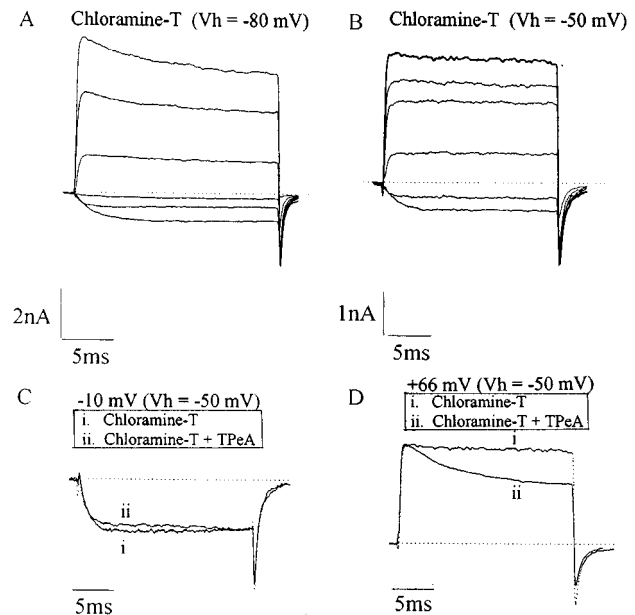 A Chloramine-T (Vh = -80 mV)
B Chloramine-T (Vh = -50 mV)
2nA
5ms
1nA
5ms
C -10 mV (Vh = -50 mV)
i. Chloramine-T
ii. Chloramine-T + TPeA
ii
i
5ms
D +66 mV (Vh = -50 mV)
i. Chloramine-T
ii. Chloramine-T + TPeA
i
ii
5ms